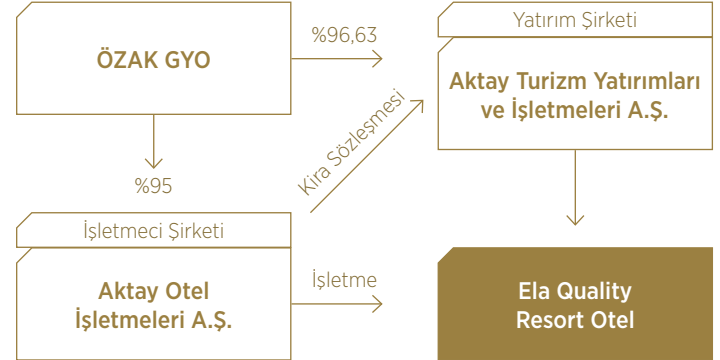 ÖZAK GYO
%96,63
Yatırım Şirketi
Aktay Turizm Yatırımları
ve İşletmeleri A.Ş.
Kira Sözleşmesi
%95
İşletmeci Şirketi
Aktay Otel
İşletmeleri A.Ş.
İşletme
Ela Quality
Resort Otel